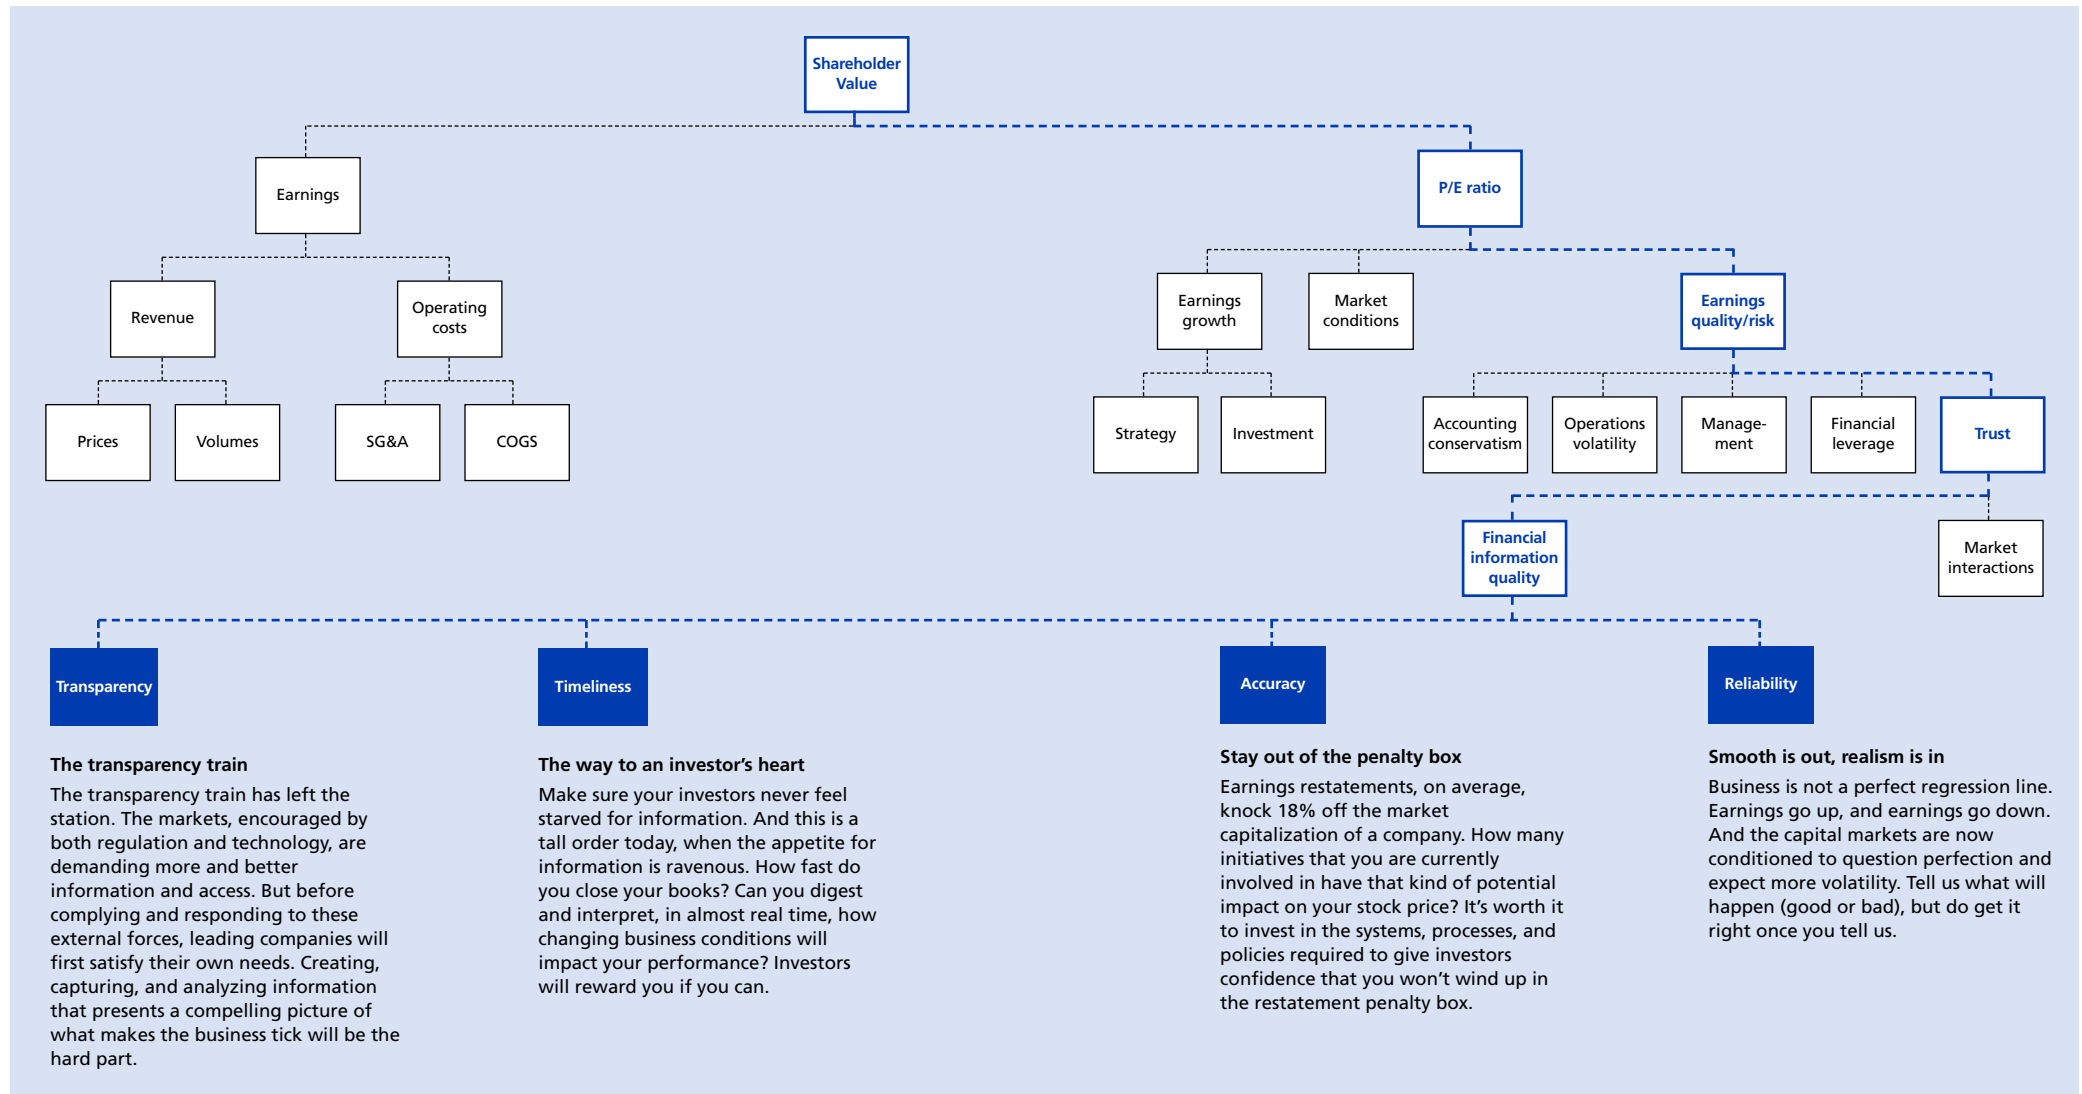 Shareholder
Value
Earnings
P/E ratio
Revenue
Operating
costs
Earnings
growth
Market
conditions
Earnings
quality/risk
Prices
Volumes
SG&A
COGS
Strategy
Investment
Accounting
conservatism
Operations
volatility
Manage-
ment
Financial
leverage
Trust
Financial
information
quality
Market
interactions
Transparency
Timeliness
Accuracy
Reliability
The transparency train
The transparency train has left the
station. The markets, encouraged by
both regulation and technology, are
demanding more and better
information and access. But before
complying and responding to these
external forces, leading companies will
first satisfy their own needs. Creating,
capturing, and analyzing information
that presents a compelling picture of
what makes the business tick will be the
hard part.
The way to an investor’s heart
Make sure your investors never feel
starved for information. And this is a
tall order today, when the appetite for
information is ravenous. How fast do
you close your books? Can you digest
and interpret, in almost real time, how
changing business conditions will
impact your performance? Investors
will reward you if you can.
Stay out of the penalty box
Earnings restatements, on average,
knock 18% off the market
capitalization of a company. How many
initiatives that you are currently
involved in have that kind of potential
impact on your stock price? It’s worth it
to invest in the systems, processes, and
policies required to give investors
confidence that you won’t wind up in
the restatement penalty box.
Smooth is out, realism is in
Business is not a perfect regression line.
Earnings go up, and earnings go down.
And the capital markets are now
conditioned to question perfection and
expect more volatility. Tell us what will
happen (good or bad), but do get it
right once you tell us.